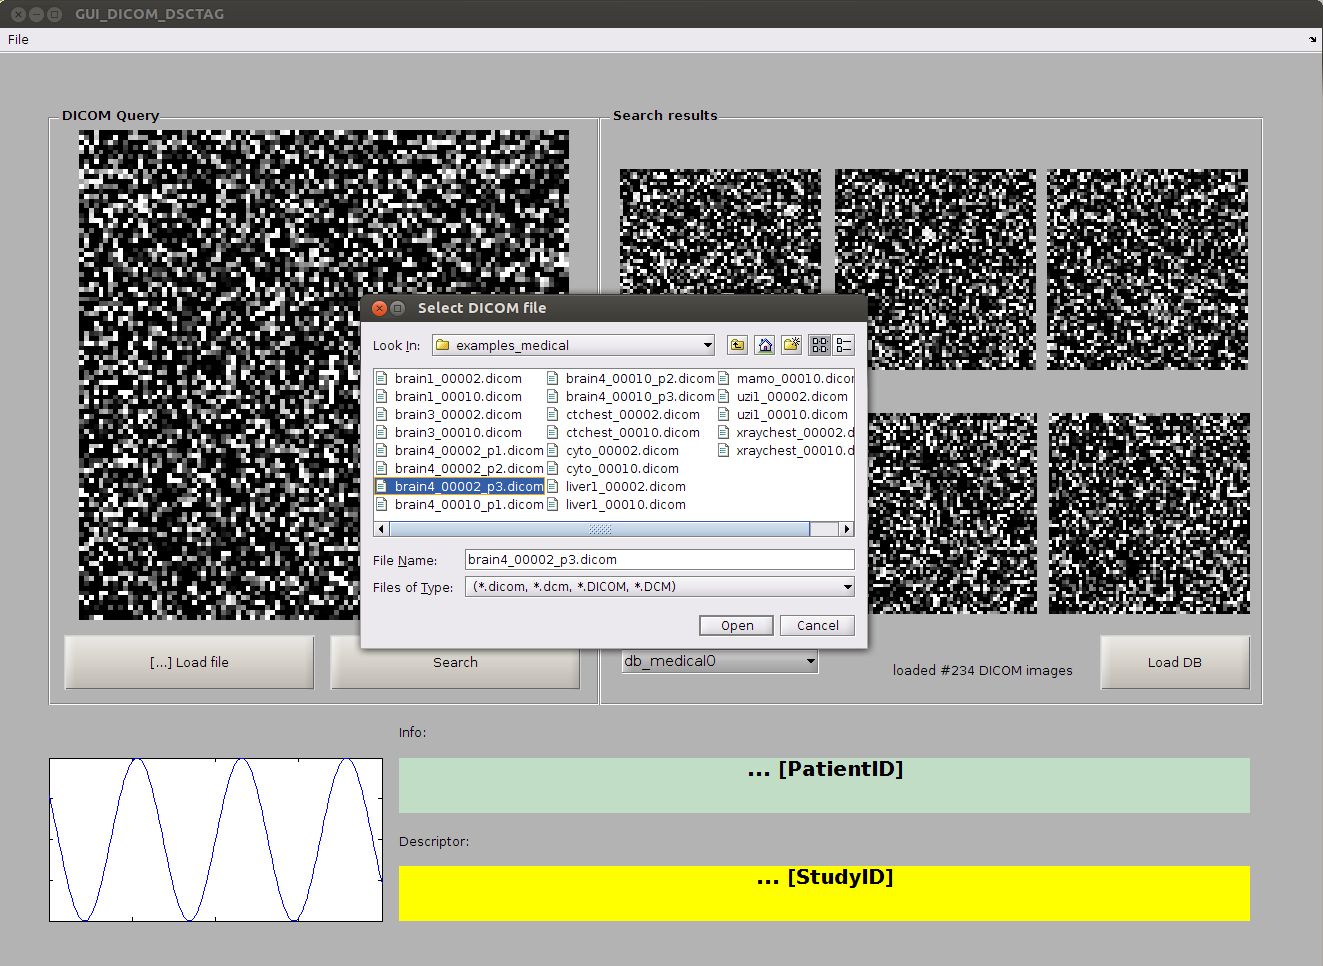 GUI_DICOM_DSCTAG
File
DICOM Query
Search results
Select DICOM file
Look In:
examples_medical
brain1_00002.dicom
brain1_00010.dicom
brain3_00002.dicom
brain3_00010.dicom
brain4_00002_p1.dicom
brain4_00002_p2.dicom
brain4_00002_p3.dicom
brain4_00010_p1.dicom
brain4_00010_p2.dicom
brain4_00010_p3.dicom
ctchest_00002.dicom
ctchest_00010.dicom
cyto_00002.dicom
cyto_00010.dicom
liver1_00002.dicom
liver1_00010.dicom
mamo_00010.dicor
uzi1_00002.dicom
uzi1_00010.dicom
xraychest_00002.d
xraychest_00010.d
File Name:
brain4_00002_p3.dicom
Files of Type:
(*.dicom, *.dcm, *.DICOM, *.DCM)
Open
Cancel
[...] Load file
Search
db_medical0
loaded #234 DICOM images
Load DB
Info:
... [PatientID]
Descriptor:
... [StudyID]